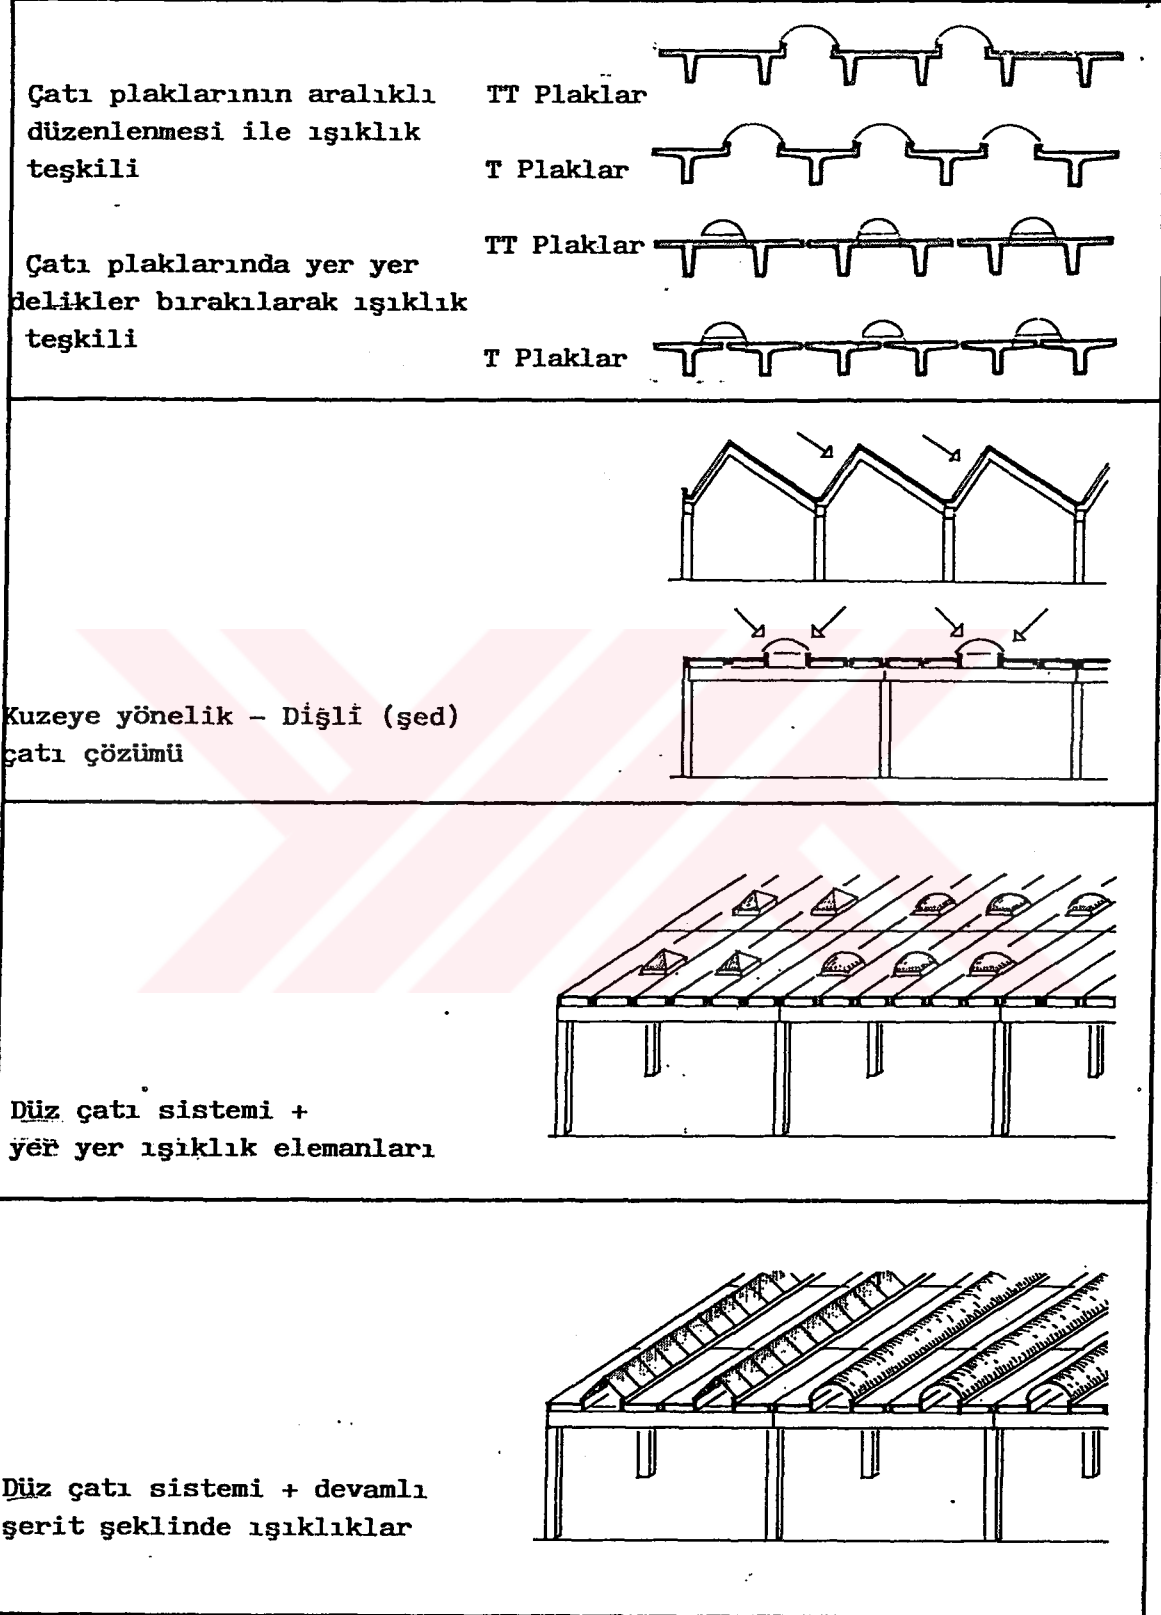 Çatı plaklarının aralıklı
düzenlenmesi ile ışıklık
teşkili
TT Plaklar
T Plaklar
Çatı plaklarında yer yer
delikler bırakılarak ışıklık
teşkili
TT Plaklar
T Plaklar
Kuzeye yönelik - Dişli (şed)
çatı çözümü
Düz çatı sistemi +
yer yer ışıklık elemanları
Düz çatı sistemi + devamlı
şerit şeklinde ışıklıklar